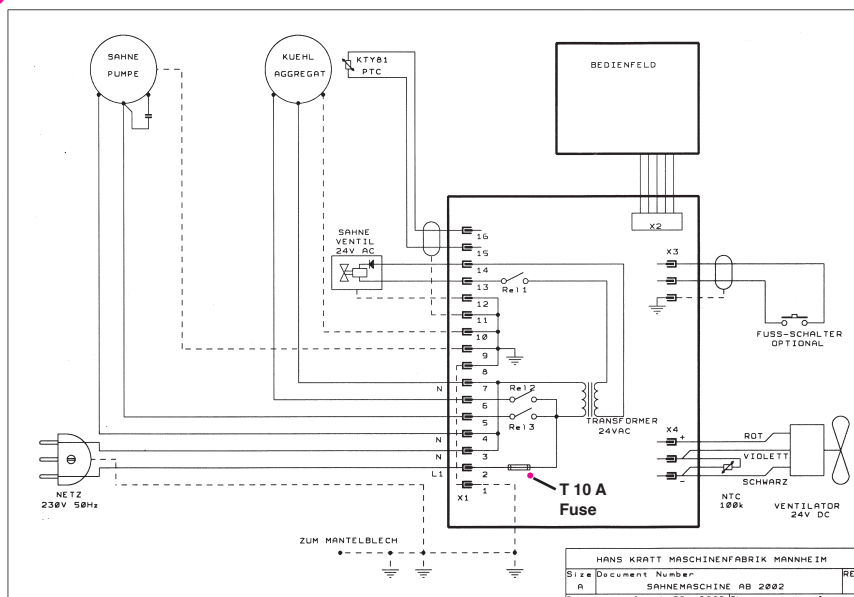 SAHNE
PUMPE
KUEHL
AGGREGAT
KTY81
PTC
BEDIENFELD
X2
SAHNE
VENTIL
24V AC
16
15
14
13
12
11
10
9
8
7
6
5
4
3
2
1
X1
Rel1
Rel2
Rel3
N
N
N
L1
TRANSFORMER
24VAC
X3
FUSS-SCHALTER
OPTIONAL
X4
+
-
ROT
VIOLETT
SCHWARZ
NTC
100k
VENTILATOR
24V DC
NETZ
230V 50Hz
T 10 A
Fuse
ZUM MANTELBLECH
HANS KRATT MASCHINENFABRIK MANNHEIM
Size Document Number
A SAHNEMASCHINE AB 2002